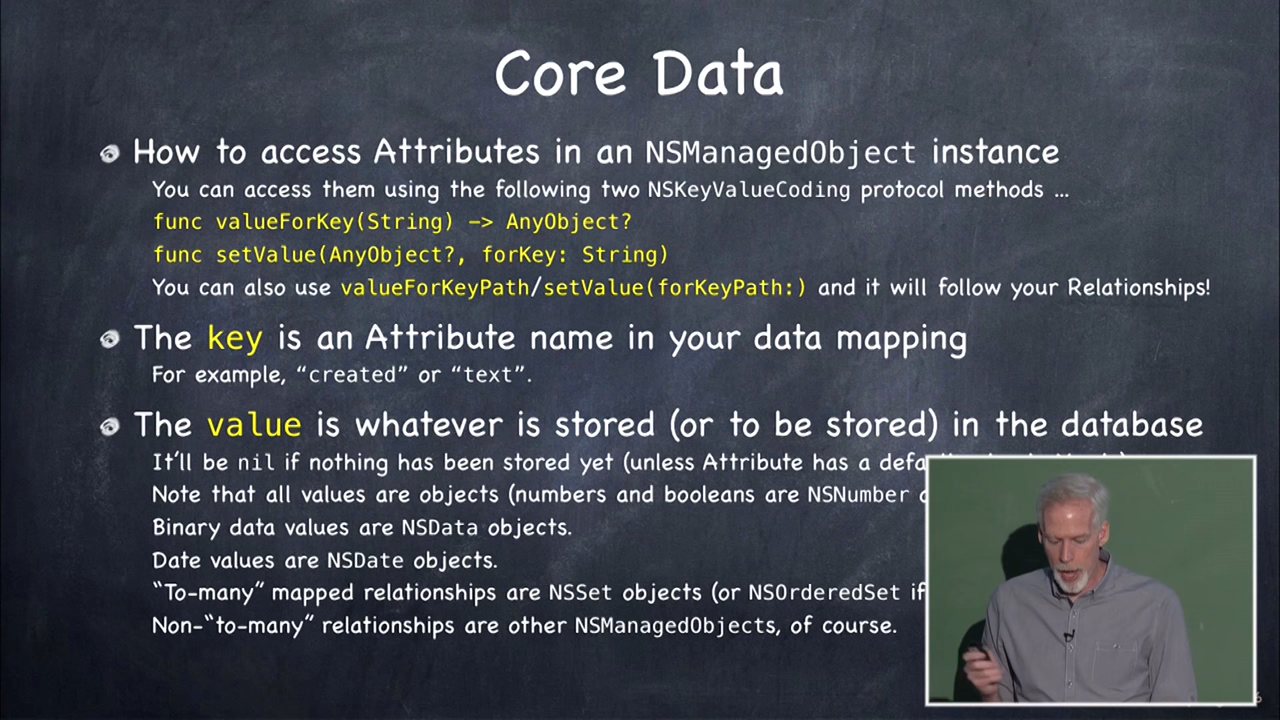 Core Data
How to access Attributes in an NSManagedObject instance
You can access them using the following two NSKeyValueCoding protocol methods ...
func valueForKey(String) -> AnyObject?
func setValue(AnyObject?, forKey: String)
You can also use valueForKeyPath/setValue(forKeyPath:) and it will follow your Relationships!
The key is an Attribute name in your data mapping
For example, “created” or “text”.
The value is whatever is stored (or to be stored) in the database
It’ll be nil if nothing has been stored yet (unless Attribute has a
Note that all values are objects (numbers and booleans are NSNumber
Binary data values are NSData objects.
Date values are NSDate objects.
“To-many” mapped relationships are NSSet objects (or NSOrderedSet if
Non-“to-many” relationships are other NSManagedObjects, of course.